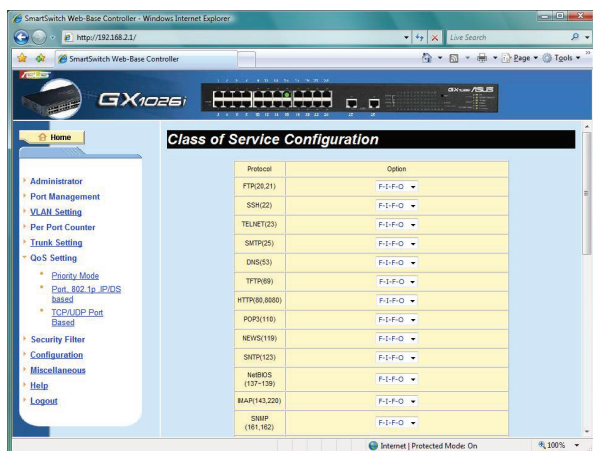 SmartSwitch Web-Base Controller - Windows Internet Explorer
http://192.168.2.1/
Live Search
SmartSwitch Web-Base Controller
Page
Tools
GX1026i
GX1026i /ISUS
Home
Class of Service Configuration
Administrator
Port Management
VLAN Setting
Per Port Counter
Trunk Setting
QoS Setting
Priority Mode
Port, 802.1p ,IP/DS
based
TCP/UDP Port
Based
Security Filter
Configuration
Miscellaneous
Help
Logout
Protocol Option
FTP(20,21) F-I-F-O
SSH(22) F-I-F-O
TELNET(23) F-I-F-O
SMTP(25) F-I-F-O
DNS(53) F-I-F-O
TFTP(69) F-I-F-O
HTTP(80,8080) F-I-F-O
POP3(110) F-I-F-O
NEWS(119) F-I-F-O
SNTP(123) F-I-F-O
NetBIOS
(137~139) F-I-F-O
IMAP(143,220) F-I-F-O
SNMP
(161,162) F-I-F-O
Internet | Protected Mode: On
100%